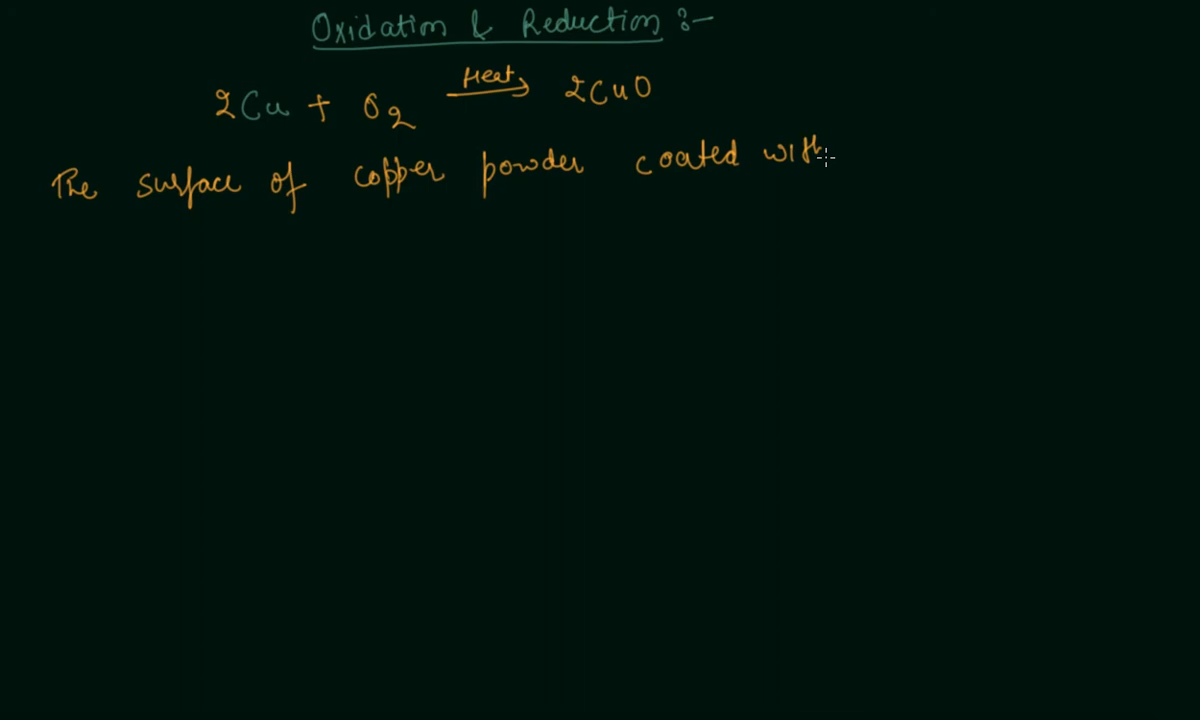 Oxidation & Reduction :-
2Cu + O2 Heat→ 2CuO
The surface of copper powder coated with